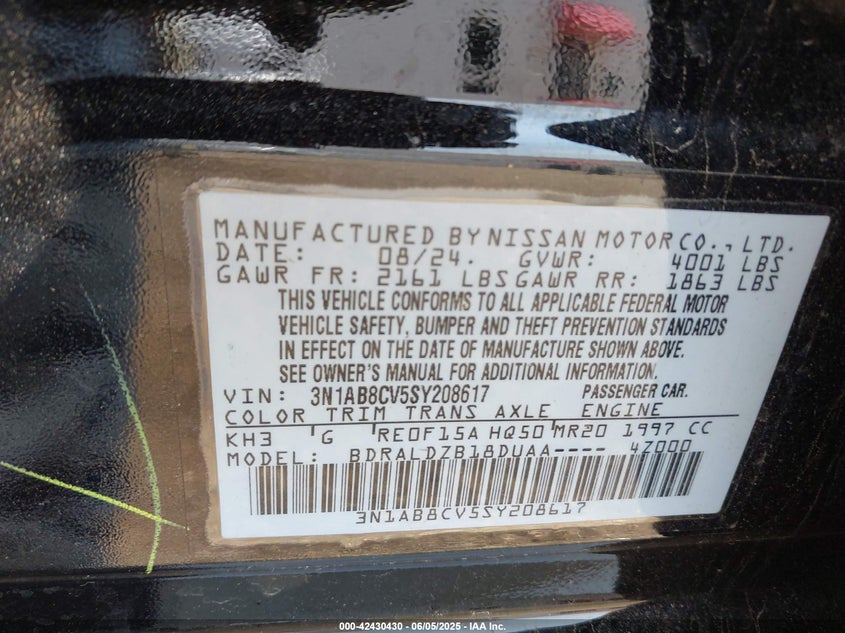 MANUFACTURED BY NISSAN MOTOR CO., LTD.
DATE: 08/24. GVWR: 4001 LBS
GAWR FR: 2161 LBS GAWR RR: 1863 LBS
THIS VEHICLE CONFORMS TO ALL APPLICABLE FEDERAL MOTOR
VEHICLE SAFETY, BUMPER AND THEFT PREVENTION STANDARDS
IN EFFECT ON THE DATE OF MANUFACTURE SHOWN ABOVE.
SEE OWNER'S MANUAL FOR ADDITIONAL INFORMATION.
VIN: 3N1AB8CV5SY208617 PASSENGER CAR.
COLOR TRIM TRANS AXLE ENGINE
KH3 G RE0F15A HQ50 MR20 1997 CC
MODEL: BDRALDZB18DUAA---- 4Z000
3N1AB8CV5SY208617
000-42430430 - 06/05/2025 - IAA Inc.